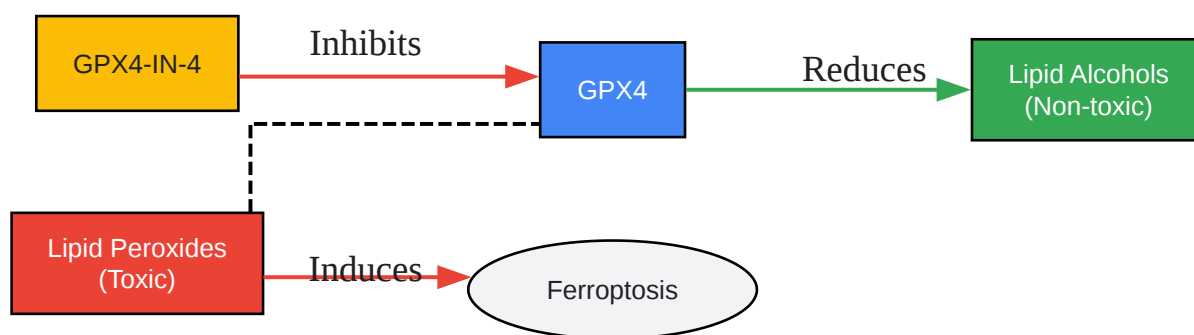 GPX4-IN-4
Inhibits
GPX4
Reduces
Lipid Alcohols
(Non-toxic)
Lipid Peroxides
(Toxic)
Induces
Ferroptosis